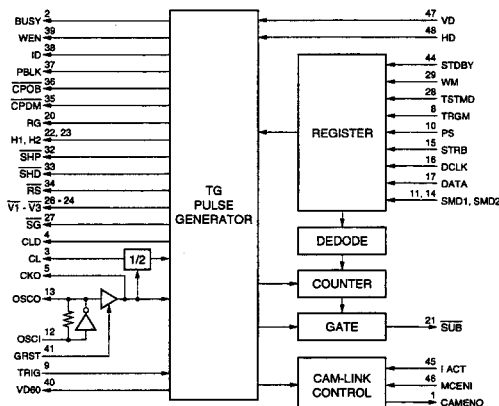 2 BUSY
39 WEN
38 ID
37 PBLK
36 CPOB
35 CPDM
20 RG
22, 23 H1, H2
32 SHP
33 SHD
34 RS
26 - 24 V1 - V3
27 SG
4 CLD
3 CL
5 CKO
13 OSCO
12 OSCI
41 GRST
9 TRIG
40 VD60
1/2
TG
PULSE
GENERATOR
47 VD
48 HD
REGISTER
44 STDBY
29 WM
28 TSTMD
8 TRGM
10 PS
15 STRB
16 DCLK
17 DATA
11, 14 SMD1, SMD2
DEDODE
COUNTER
GATE
21 SUB
CAM-LINK
CONTROL
45 I ACT
46 MCENI
1 CAMENO